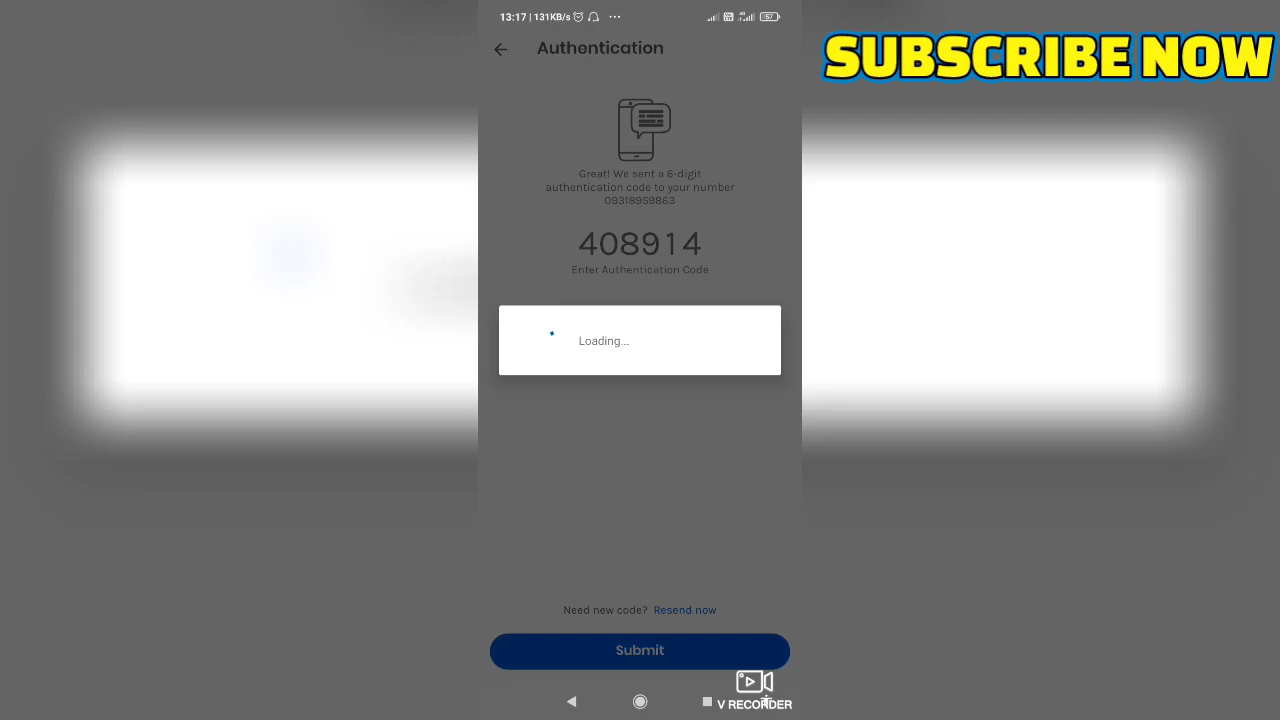 13:17 | 131KB/s ...
57
SUBSCRIBE NOW
Authentication
Great! We sent a 6-digit
authentication code to your number
09318959863
408914
Enter Authentication Code
Loading...
Need new code? Resend now
Submit
V RECORDER